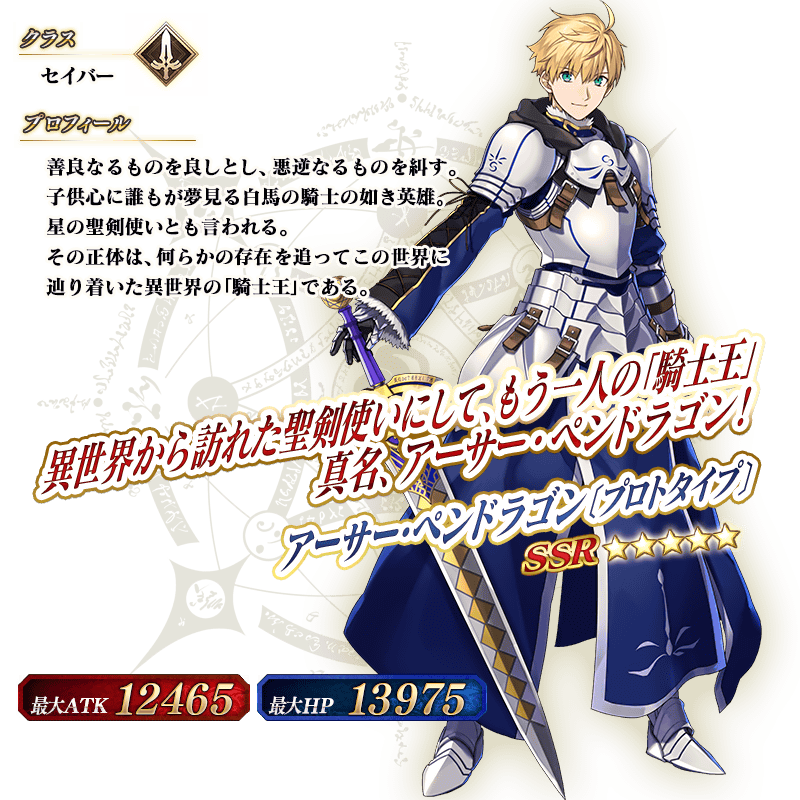 クラス
セイバー
プロフィール
善良なるものを良しとし、悪逆なるものを糾す。
子供心に誰もが夢見る白馬の騎士の如き英雄。
星の聖剣使いとも言われる。
その正体は、何らかの存在を追ってこの世界に
辿り着いた異世界の「騎士王」である。
異世界から訪れた聖剣使いにして、もう一人の「騎士王」
真名、アーサー・ペンドラゴン!
アーサー・ペンドラゴン〔プロトタイプ〕
SSR ★★★★★
最大ATK 12465
最大HP 13975